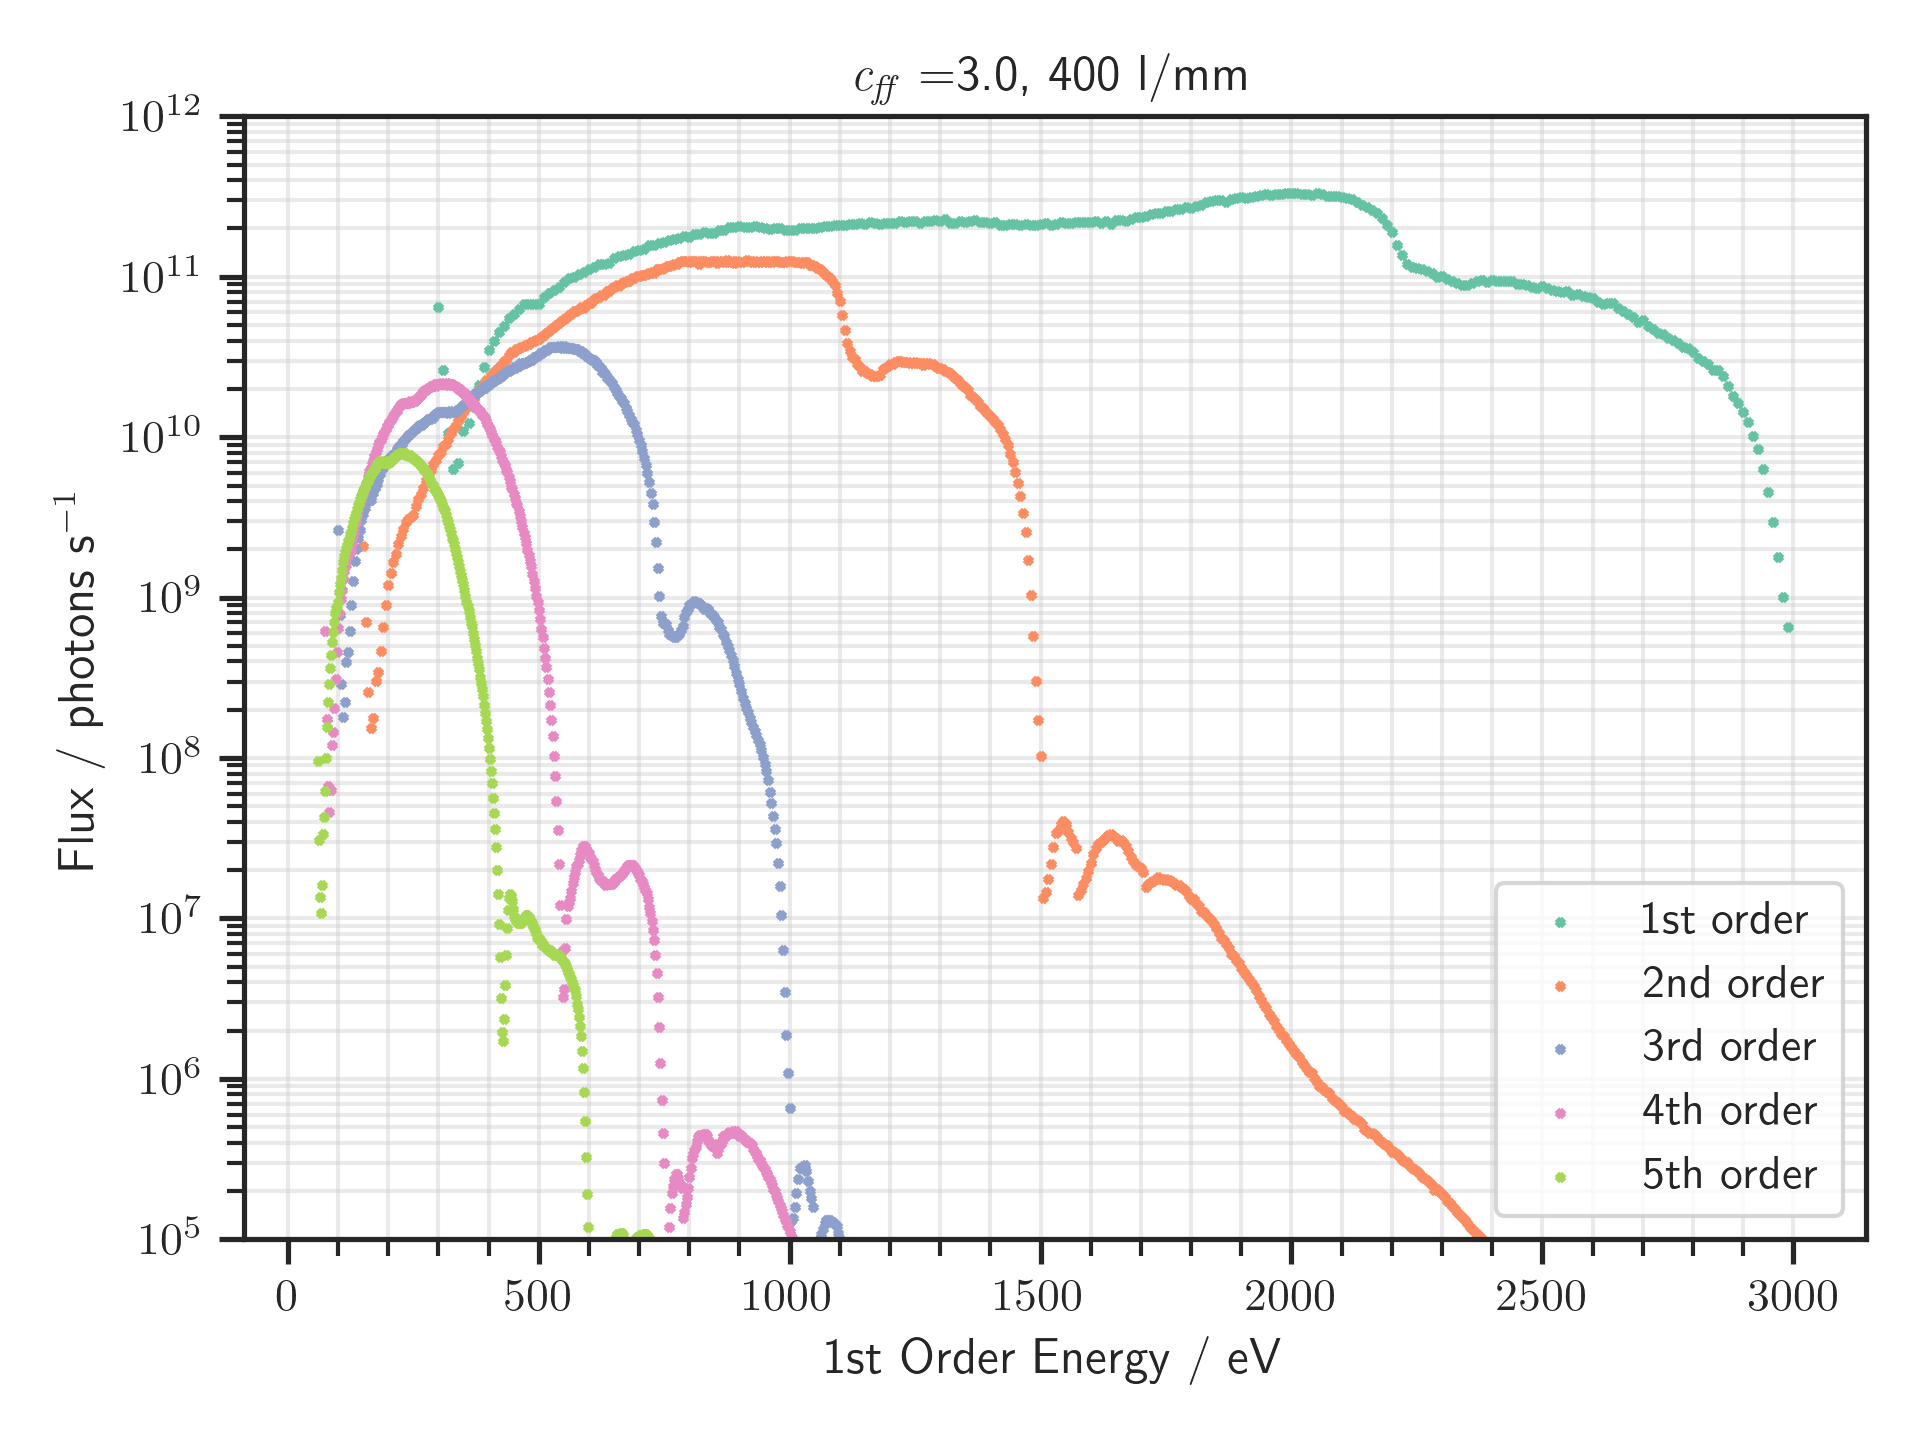 c_ff =3.0, 400 l/mm
10^12
10^11
10^10
10^9
10^8
10^7
10^6
10^5
Flux / photons s^−1
1st order
2nd order
3rd order
4th order
5th order
0 500 1000 1500 2000 2500 3000
1st Order Energy / eV